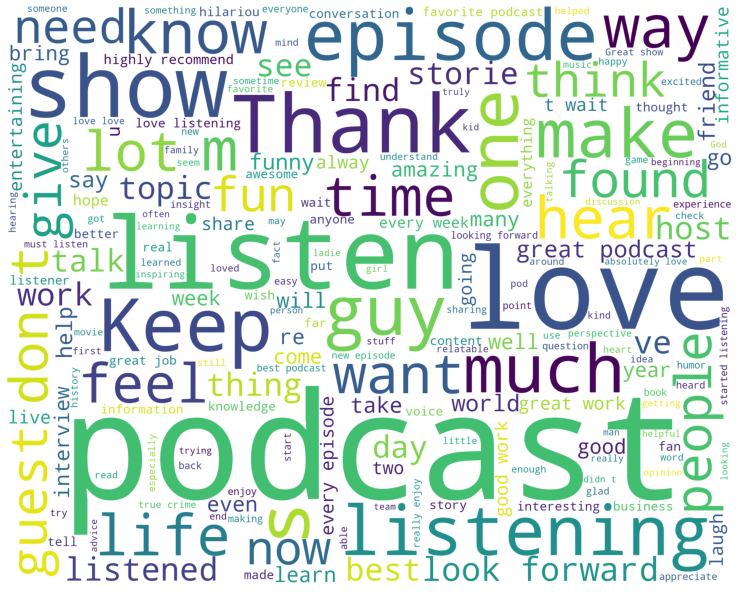 someone
something
hilariou
conversation
everyone
favorite podcast
helped
need
know
episode
way
bring
highly recommend
sometime
favorite
review
mind
see
storie
Great show
music
happy
excited
think
t wait
informative
friend
show
Thank
find
truly
thought
entertaining
love love
others
u
love listening
new
family
seem
kid
one
make
God
give
lot
m
funny
alway
understand
amazing
everything
game
beginning
talking
go
say
topic
fun
awesome
time
found
hearing
hope
often
learning
insight
wait
every week
many
hear
discussion
experience
check
must listen
got
better
share
anyone
may
looking forward
great podcast
host
listener
talk
real
learned
inspiring
loved
fact
ladie
easy
girl
put
listen
love
going
around
absolutely love
part
pod
don t
work
week
wish
will
guy
sharing
point
kind
help
Keep
re
person
far
stuff
content
well
use
perspective
question
ve
started listening
movie
first
great job
come
new episode
relatable
heart
idea
humor
heard
year
people
history
feel
thing
still
best podcast
want
much
live
information
knowledge
take
world
great work
book
getting
guest
interview
podcast
every episode
voice
day
little
good work
man
really
good
helpful
fan
word
opinion
looking
read
especially
trying
back
start
two
enough
didn t
glad
interesting
business
try
tell
advice
true crime
even
enjoy
end
making
life
s
now
story
team
able
really enjoy
listening
laugh
listened
made
learn
best
look forward
appreciate